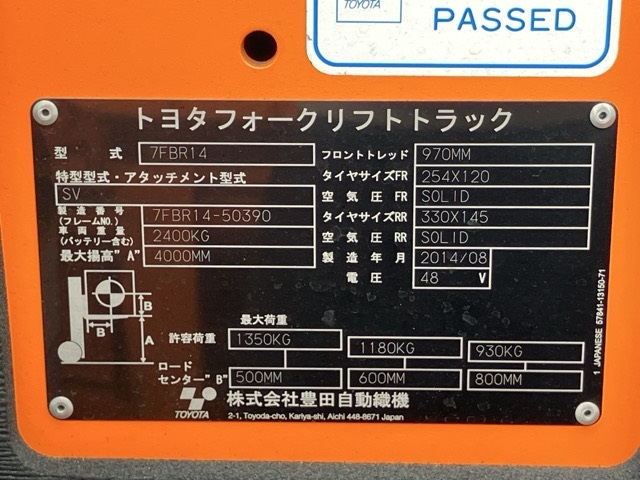 TOYOTA
PASSED
トヨタフォークリフトトラック
型式 7FBR14
特型型式・アタッチメント型式
SV
製造番号 (フレームNO.) 7FBR14-50390
車両重量 (バッテリー含む) 2400KG
最大揚高"A" 4000MM
フロントトレッド 970MM
タイヤサイズFR 254X120
空気圧FR SOLID
タイヤサイズRR 330X145
空気圧RR SOLID
製造年月 2014/08
電圧 48 V
B
B
A
最大荷重
許容荷重 1350KG 1180KG 930KG
ロード
センター"B" 500MM 600MM 800MM
TOYOTA
株式会社豊田自動織機
2-1, Toyoda-cho, Kariya-shi, Aichi 448-8671 Japan
1 JAPANESE 57841-13150-71